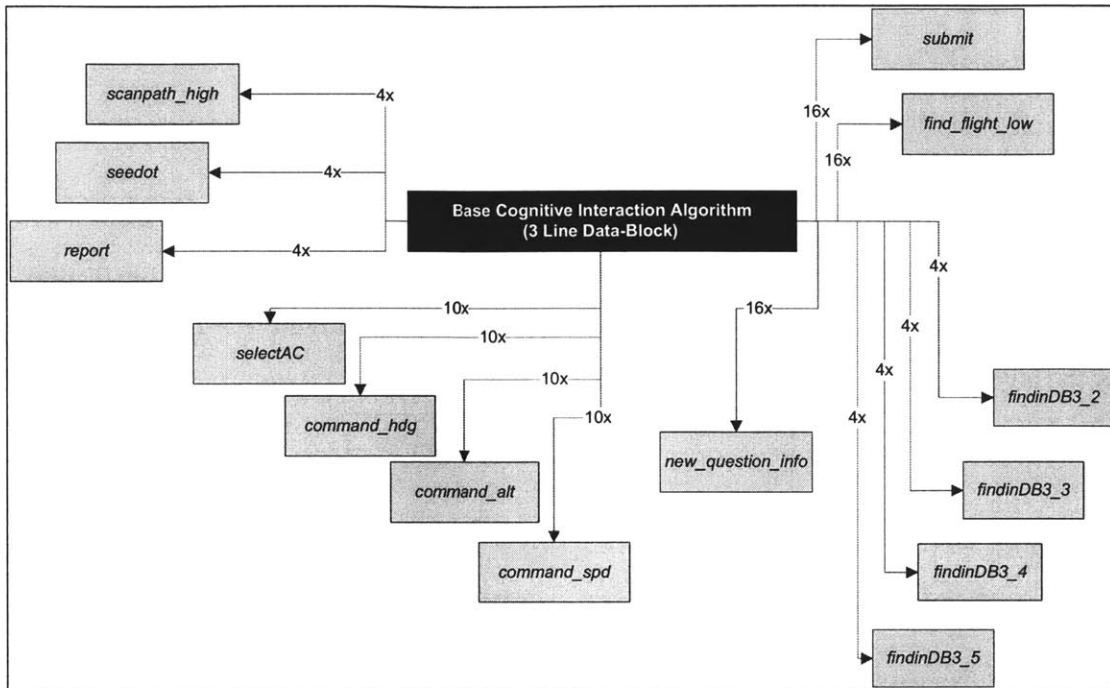 submit
scanpath_high
4x
16x
find_flight_low
16x
seedot
4x
Base Cognitive Interaction Algorithm
(3 Line Data-Block)
report
4x
4x
10x
16x
selectAC
10x
4x
10x
4x
command_hdg
10x
4x
findinDB3_2
new_question_info
command_alt
findinDB3_3
command_spd
findinDB3_4
findinDB3_5